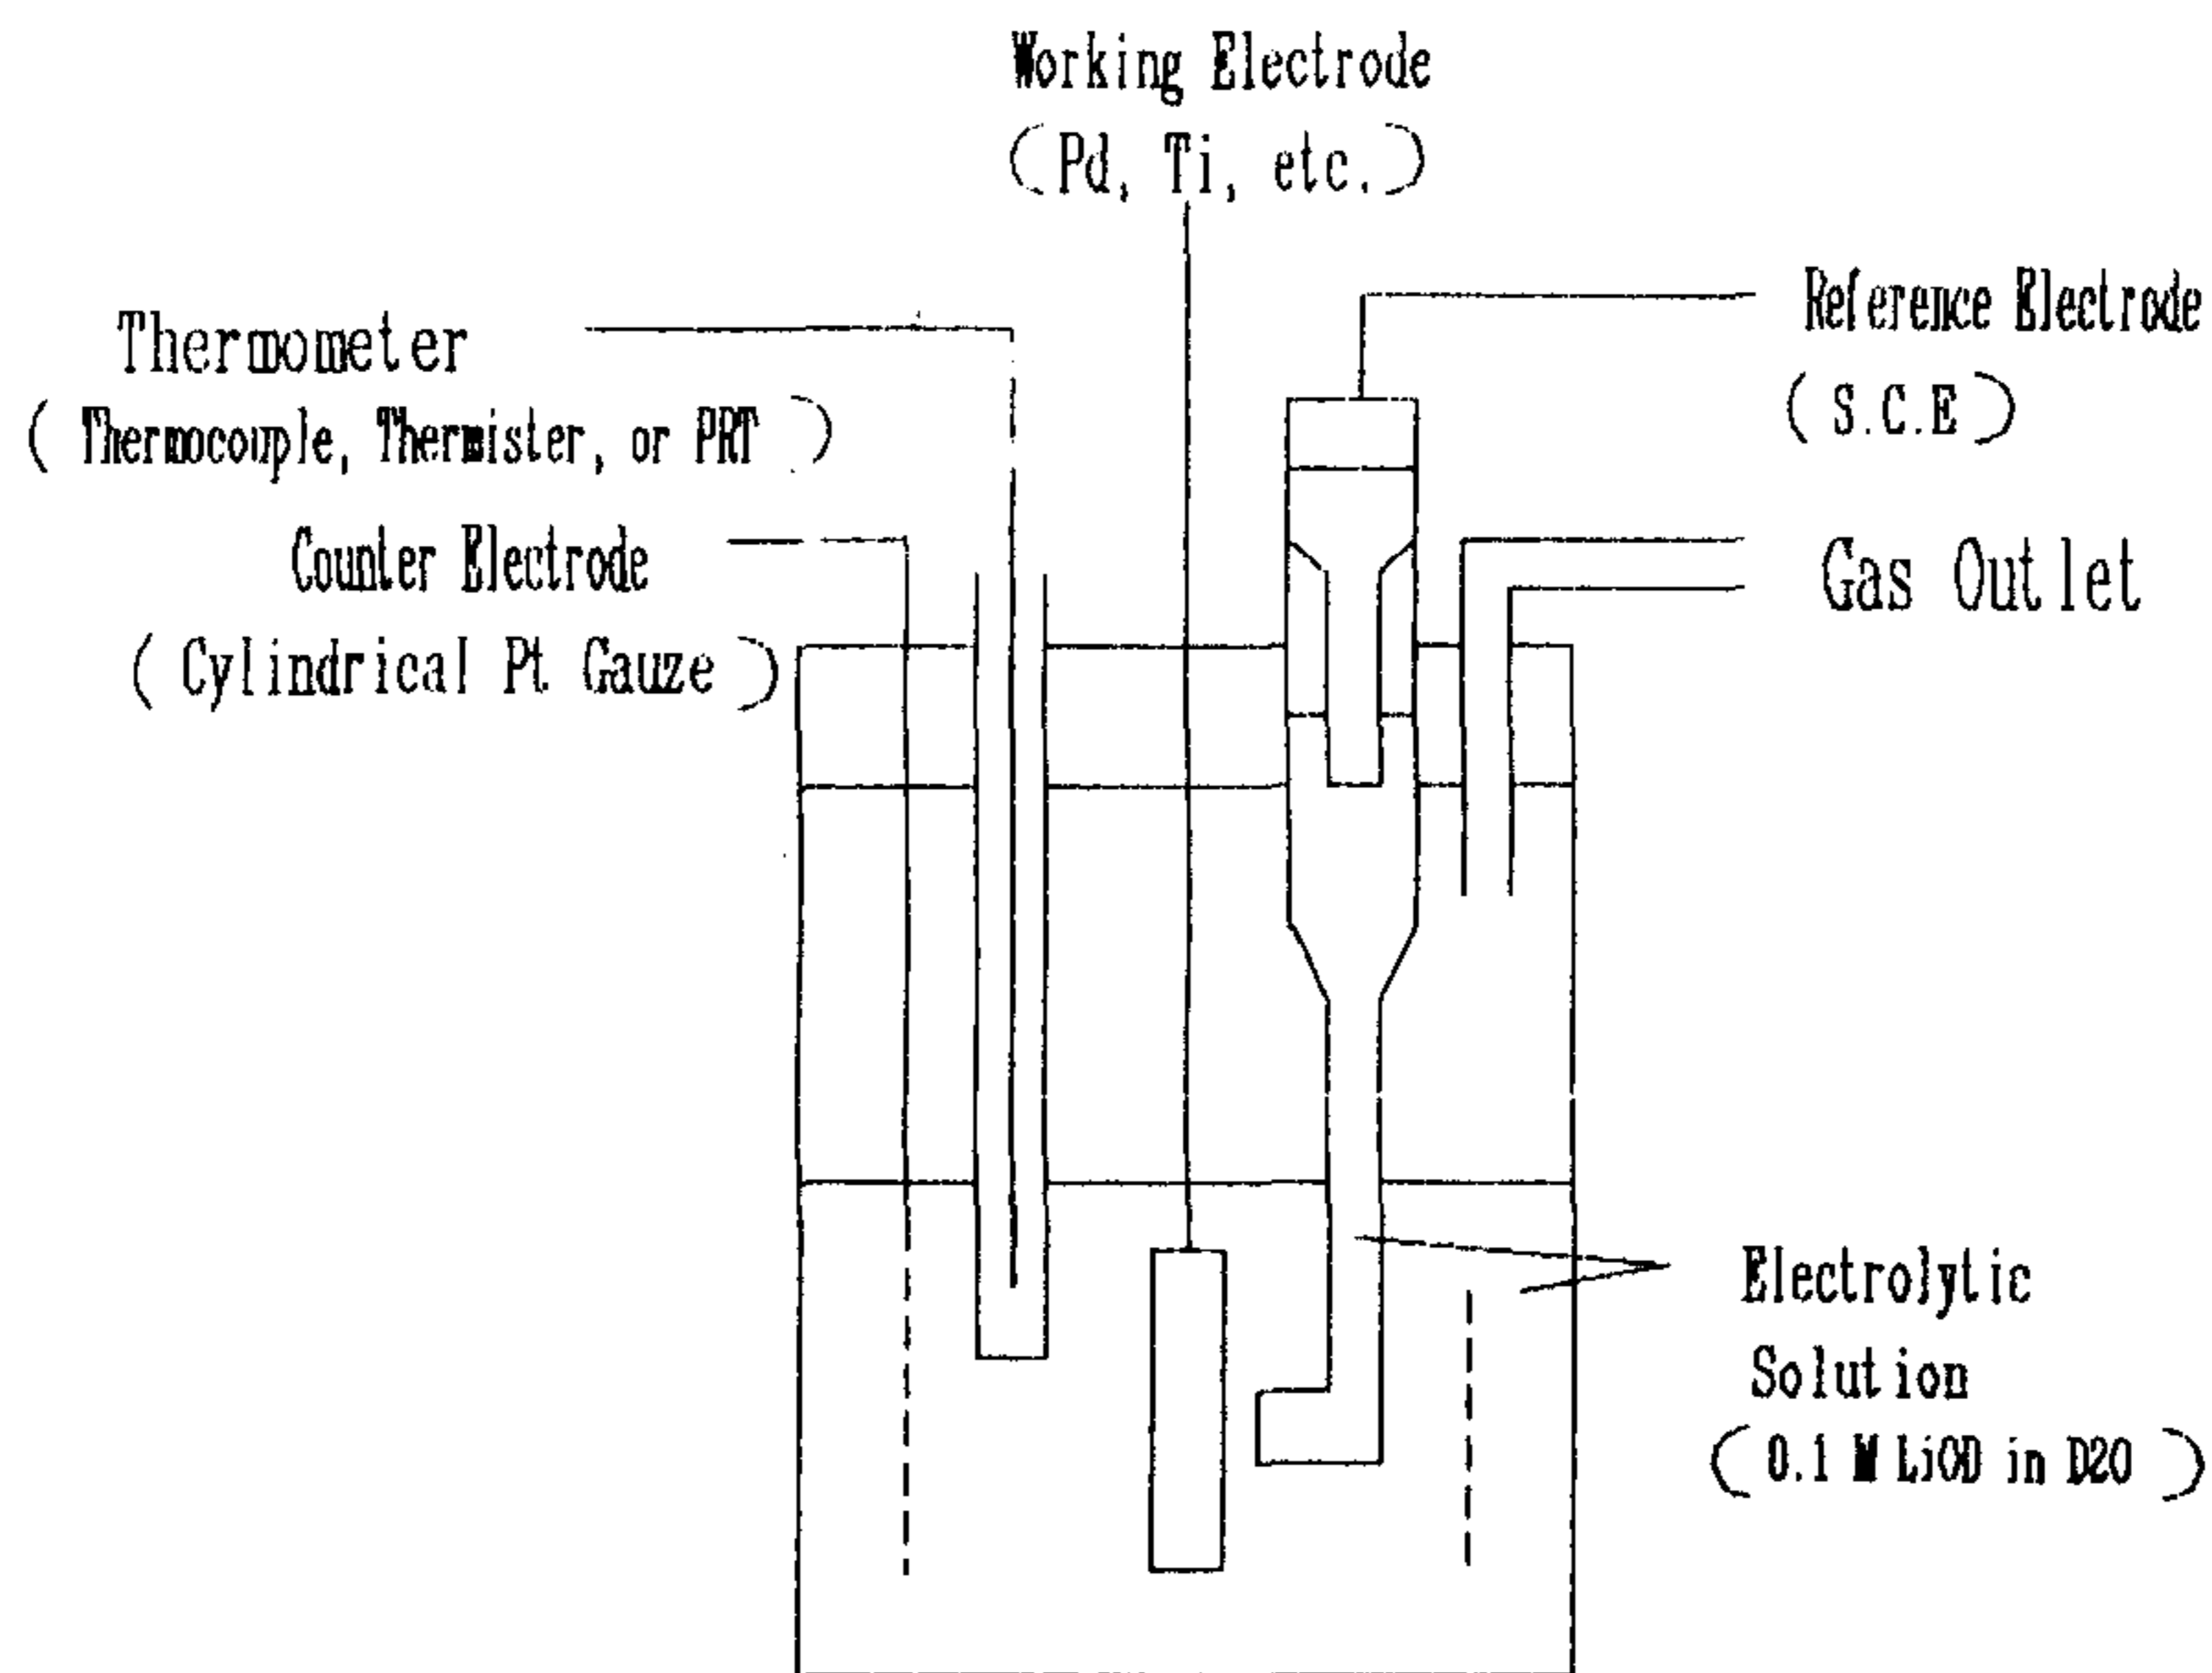 Working Electrode
( Pd, Ti, etc. )
Thermometer
( Thermocouple, Thermister, or PRT )
Counter Electrode
( Cylindrical Pt Gauze )
Reference Electrode
( S.C.E )
Gas Outlet
Electrolytic
Solution
( 0.1 M LiOD in D2O )